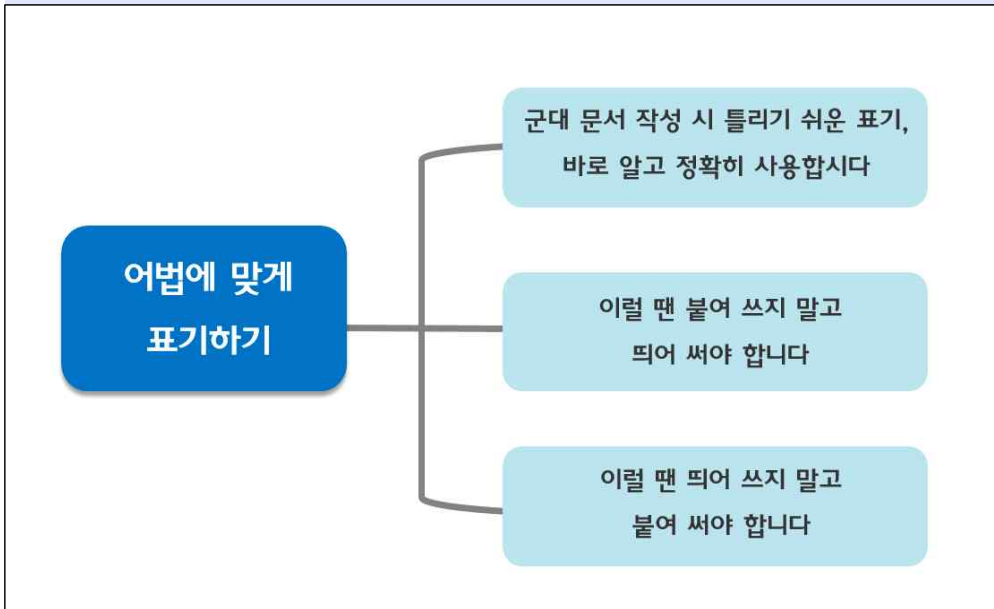 어법에 맞게
표기하기
군대 문서 작성 시 틀리기 쉬운 표기,
바로 알고 정확히 사용합시다
이럴 땐 붙여 쓰지 말고
띄어 써야 합니다
이럴 땐 띄어 쓰지 말고
붙여 써야 합니다